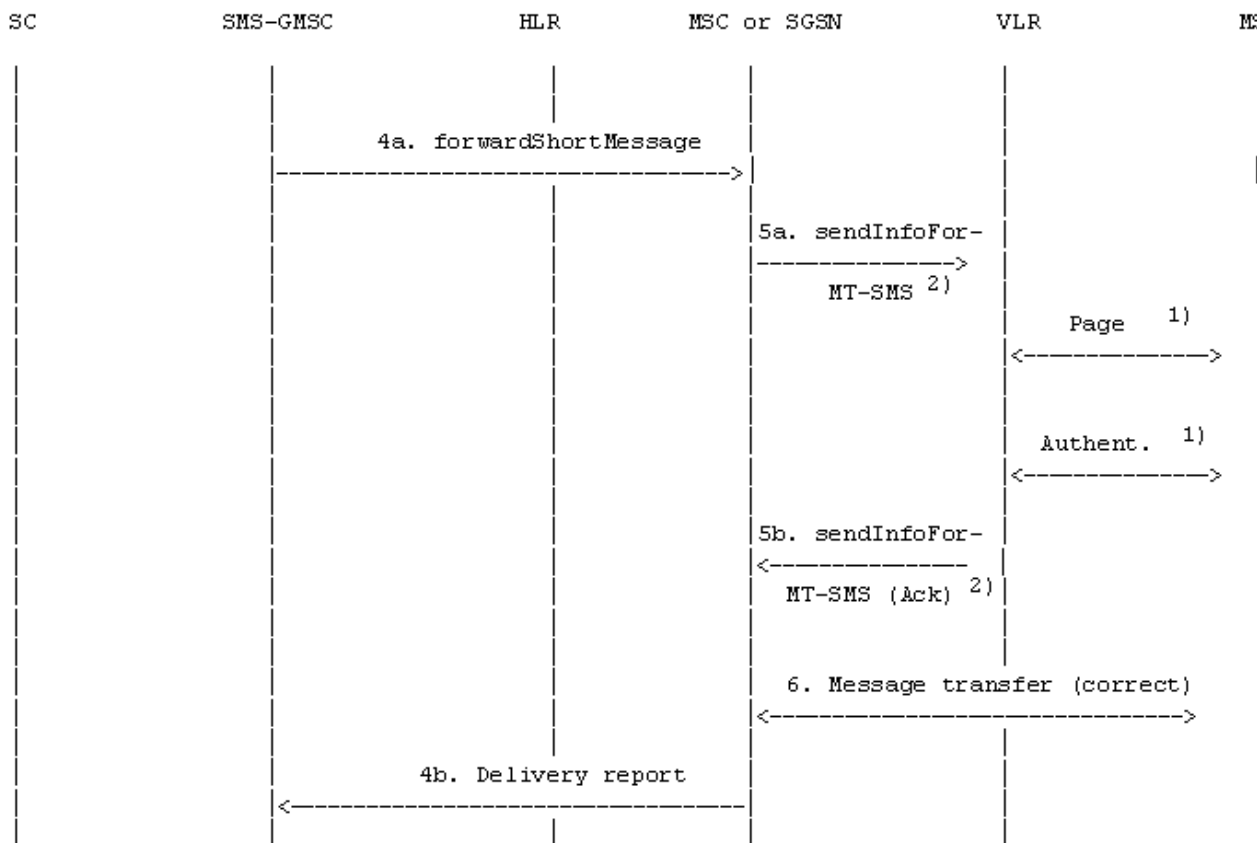 SC SMS-GMSC HLR MSC or SGSN VLR MS
4a. forwardShortMessage
5a. sendInfoFor-
MT-SMS 2)
Page 1)
Authent. 1)
5b. sendInfoFor-
MT-SMS (Ack) 2)
6. Message transfer (correct)
4b. Delivery report